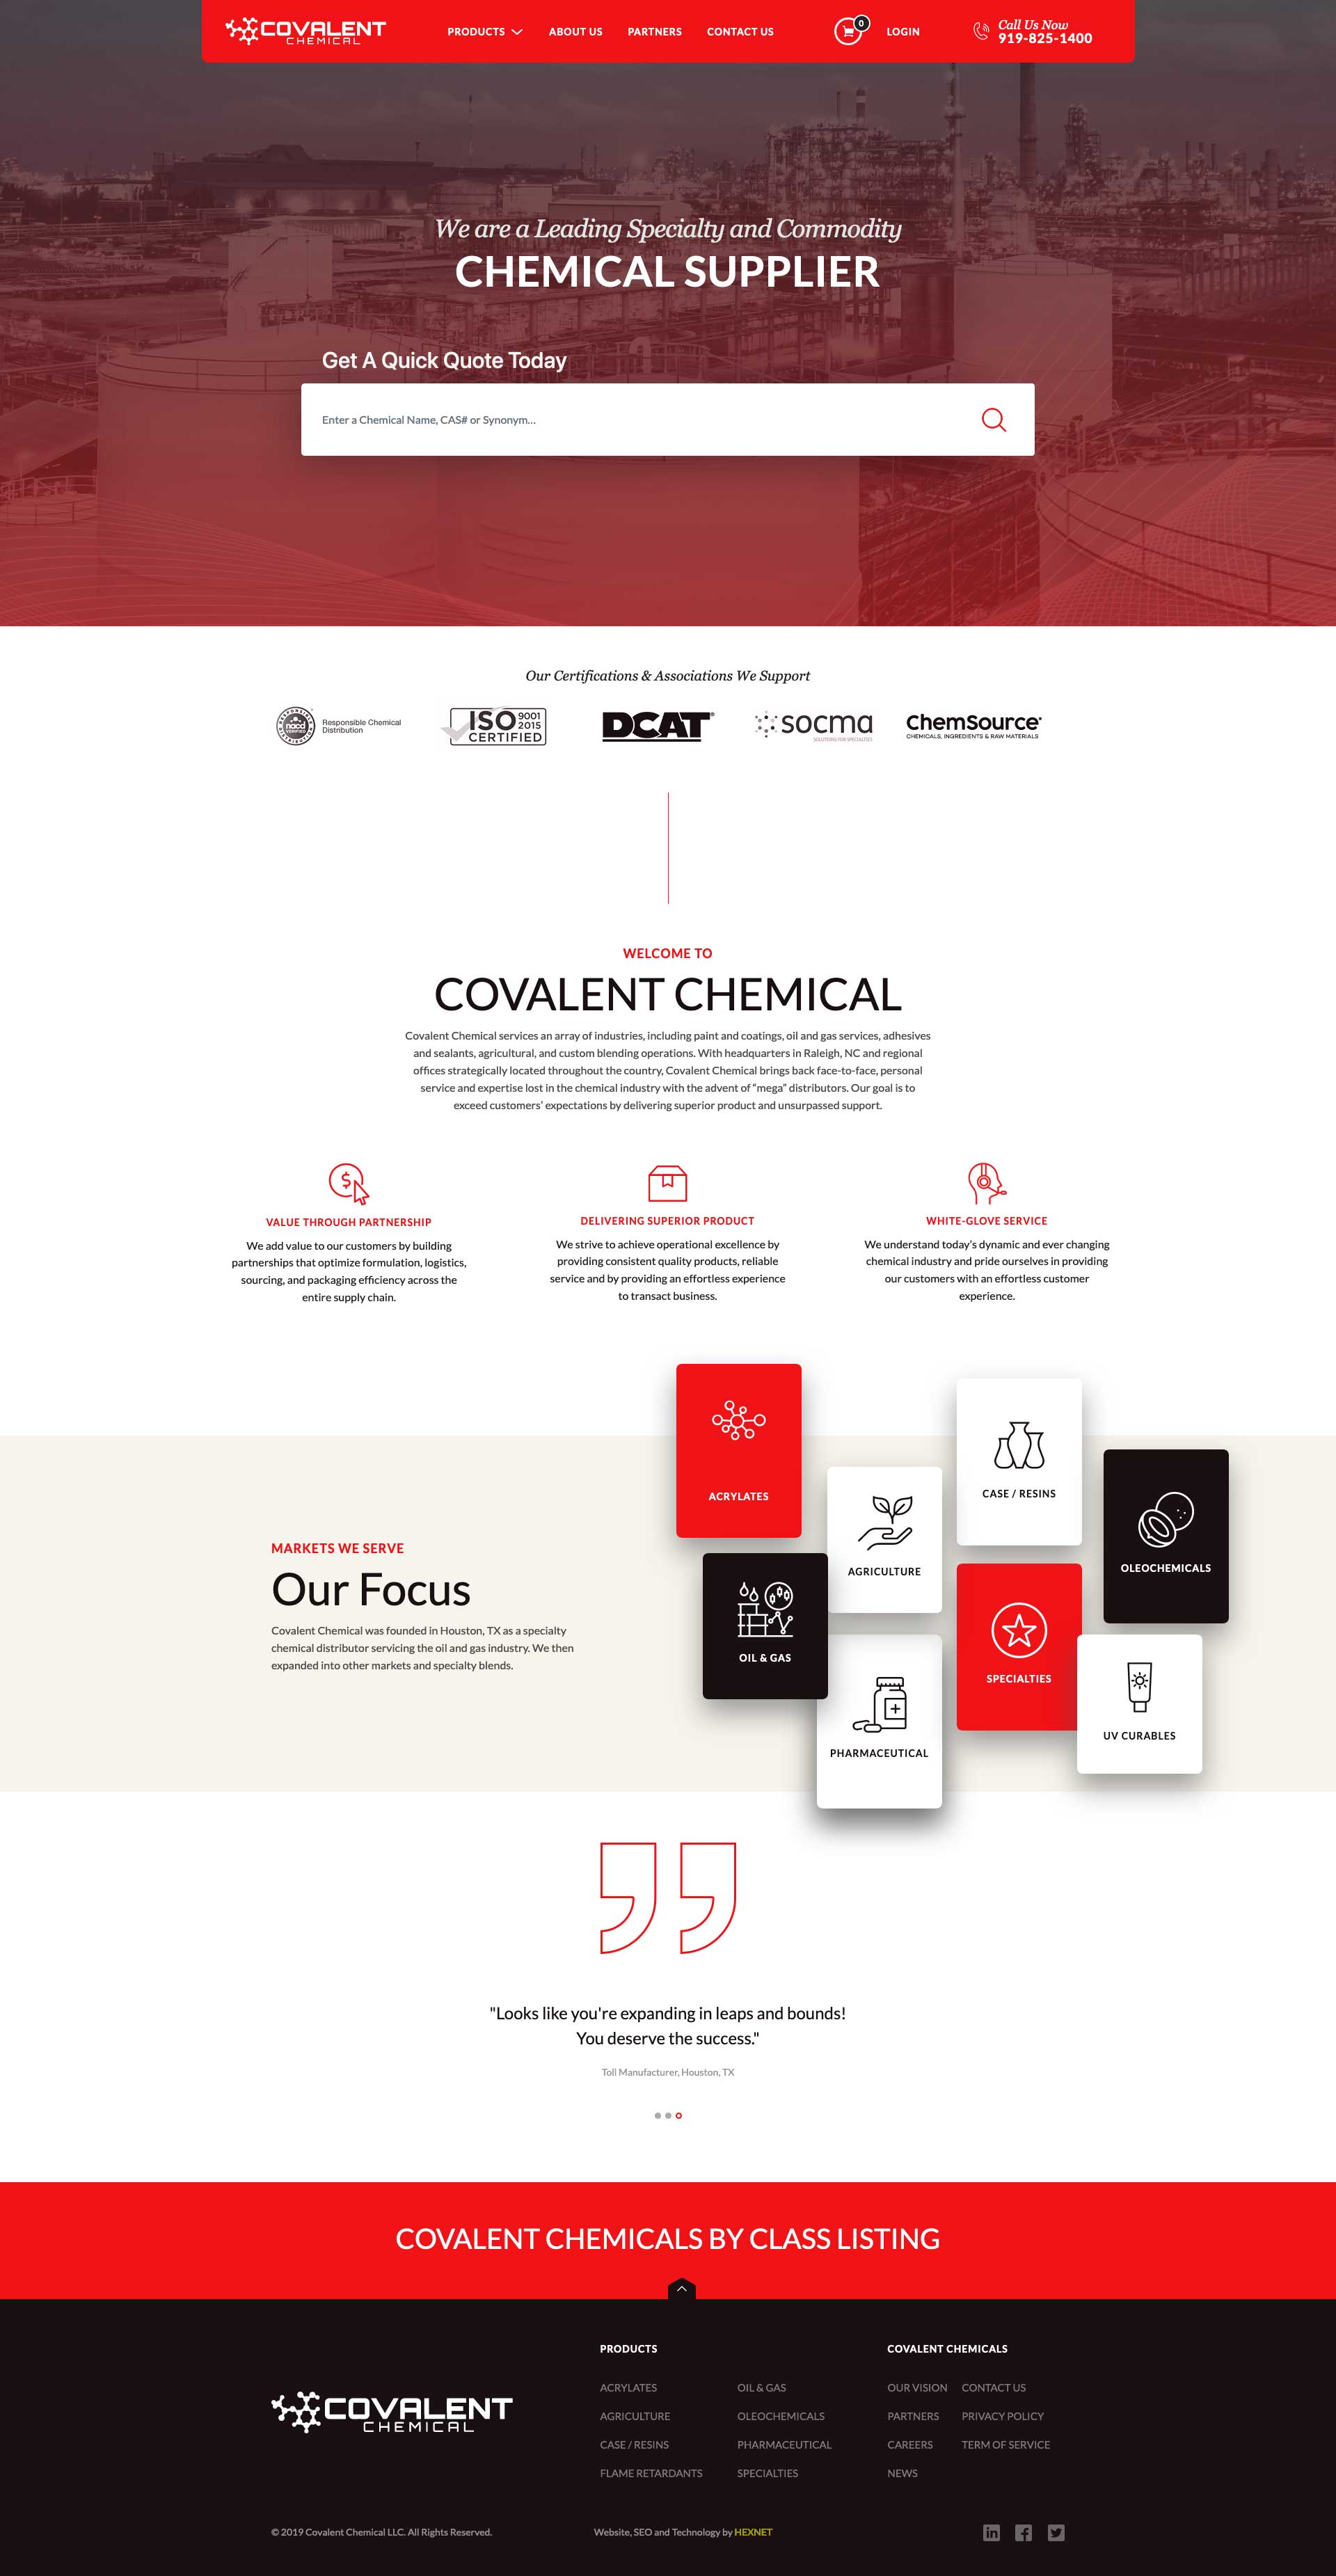 COVALENT
CHEMICAL
PRODUCTS
ABOUT US
PARTNERS
CONTACT US
0
LOGIN
Call Us Now
919-825-1400
We are a Leading Specialty and Commodity
CHEMICAL SUPPLIER
Get A Quick Quote Today
Enter a Chemical Name, CAS# or Synonym...
Our Certifications & Associations We Support
nacd
VERIFIED
Responsible Chemical
Distribution
ISO 9001
2015
CERTIFIED
DCAT
socma
SOLUTIONS FOR SPECIALTIES
ChemSource
CHEMICALS, INGREDIENTS & RAW MATERIALS
WELCOME TO
COVALENT CHEMICAL
Covalent Chemical services an array of industries, including paint and coatings, oil and gas services, adhesives
and sealants, agricultural, and custom blending operations. With headquarters in Raleigh, NC and regional
offices strategically located throughout the country, Covalent Chemical brings back face-to-face, personal
service and expertise lost in the chemical industry with the advent of “mega” distributors. Our goal is to
exceed customers’ expectations by delivering superior product and unsurpassed support.
VALUE THROUGH PARTNERSHIP
We add value to our customers by building
partnerships that optimize formulation, logistics,
sourcing, and packaging efficiency across the
entire supply chain.
DELIVERING SUPERIOR PRODUCT
We strive to achieve operational excellence by
providing consistent quality products, reliable
service and by providing an effortless experience
to transact business.
WHITE-GLOVE SERVICE
We understand today’s dynamic and ever changing
chemical industry and pride ourselves in providing
our customers with an effortless customer
experience.
MARKETS WE SERVE
Our Focus
Covalent Chemical was founded in Houston, TX as a specialty
chemical distributor servicing the oil and gas industry. We then
expanded into other markets and specialty blends.
ACRYLATES
CASE / RESINS
AGRICULTURE
OLEOCHEMICALS
OIL & GAS
SPECIALTIES
UV CURABLES
PHARMACEUTICAL
"Looks like you're expanding in leaps and bounds!
You deserve the success."
Toll Manufacturer, Houston, TX
COVALENT CHEMICALS BY CLASS LISTING
COVALENT
CHEMICAL
PRODUCTS
ACRYLATES
AGRICULTURE
CASE / RESINS
FLAME RETARDANTS
OIL & GAS
OLEOCHEMICALS
PHARMACEUTICAL
SPECIALTIES
COVALENT CHEMICALS
OUR VISION
PARTNERS
CAREERS
NEWS
CONTACT US
PRIVACY POLICY
TERM OF SERVICE
© 2019 Covalent Chemical LLC. All Rights Reserved.
Website, SEO and Technology by HEXNET